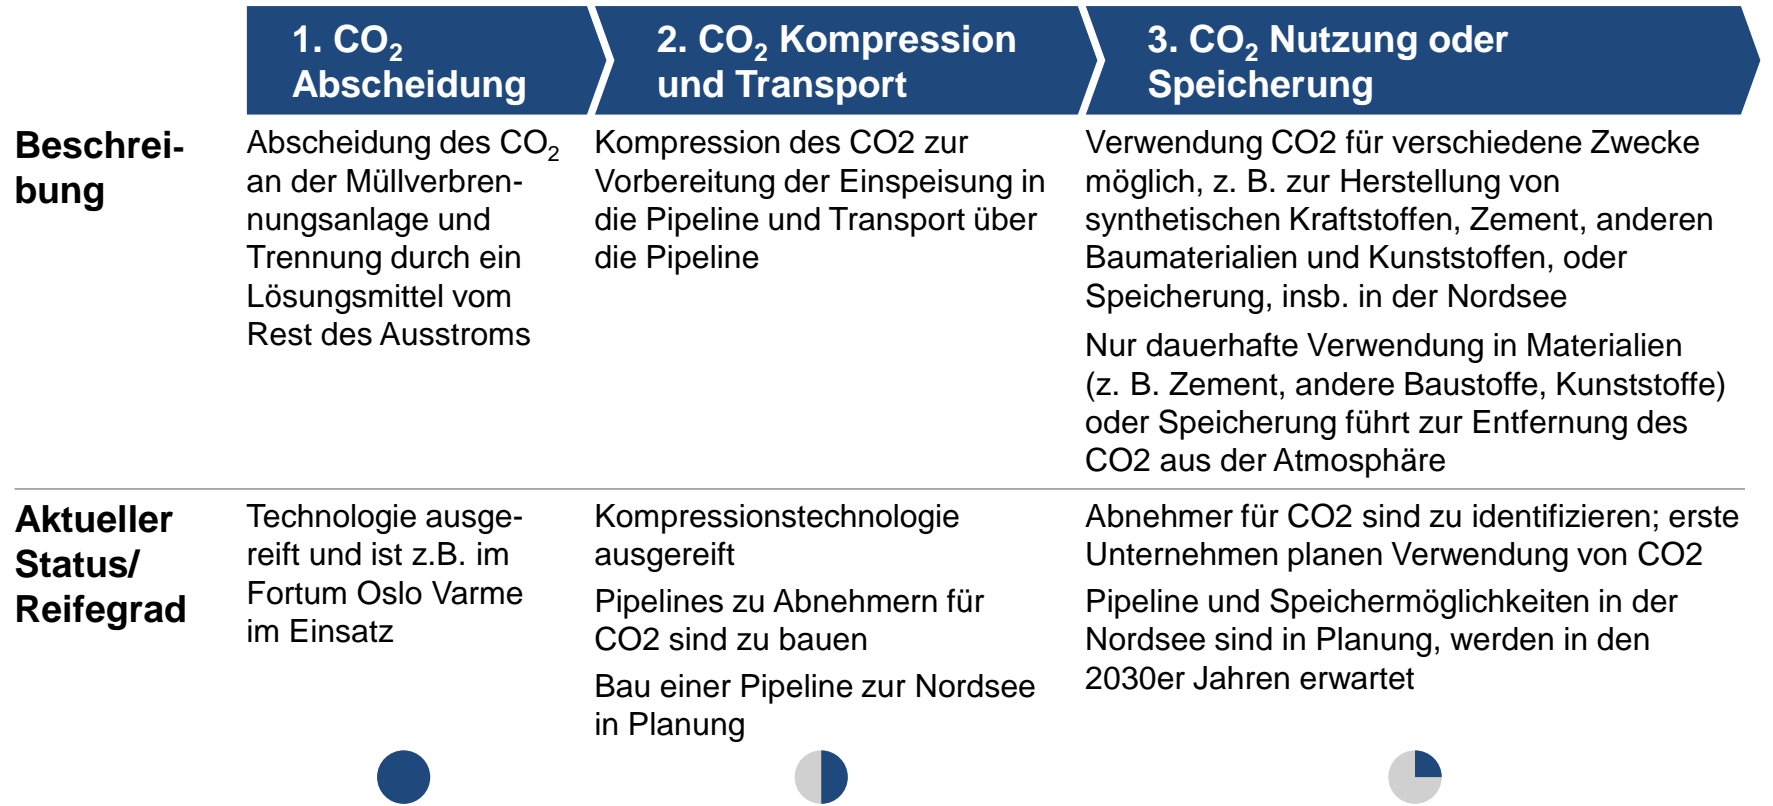 1. CO2
Abscheidung
2. CO2 Kompression
und Transport
3. CO2 Nutzung oder
Speicherung
Beschrei-
bung
Abscheidung des CO2
an der Müllverbren-
nungsanlage und
Trennung durch ein
Lösungsmittel vom
Rest des Ausstroms
Kompression des CO2 zur
Vorbereitung der Einspeisung in
die Pipeline und Transport über
die Pipeline
Verwendung CO2 für verschiedene Zwecke
möglich, z. B. zur Herstellung von
synthetischen Kraftstoffen, Zement, anderen
Baumaterialien und Kunststoffen, oder
Speicherung, insb. in der Nordsee
Nur dauerhafte Verwendung in Materialien
(z. B. Zement, andere Baustoffe, Kunststoffe)
oder Speicherung führt zur Entfernung des
CO2 aus der Atmosphäre
Aktueller
Status/
Reifegrad
Technologie ausge-
reift und ist z.B. im
Fortum Oslo Varme
im Einsatz
Kompressionstechnologie
ausgereift
Pipelines zu Abnehmern für
CO2 sind zu bauen
Bau einer Pipeline zur Nordsee
in Planung
Abnehmer für CO2 sind zu identifizieren; erste
Unternehmen planen Verwendung von CO2
Pipeline und Speichermöglichkeiten in der
Nordsee sind in Planung, werden in den
2030er Jahren erwartet